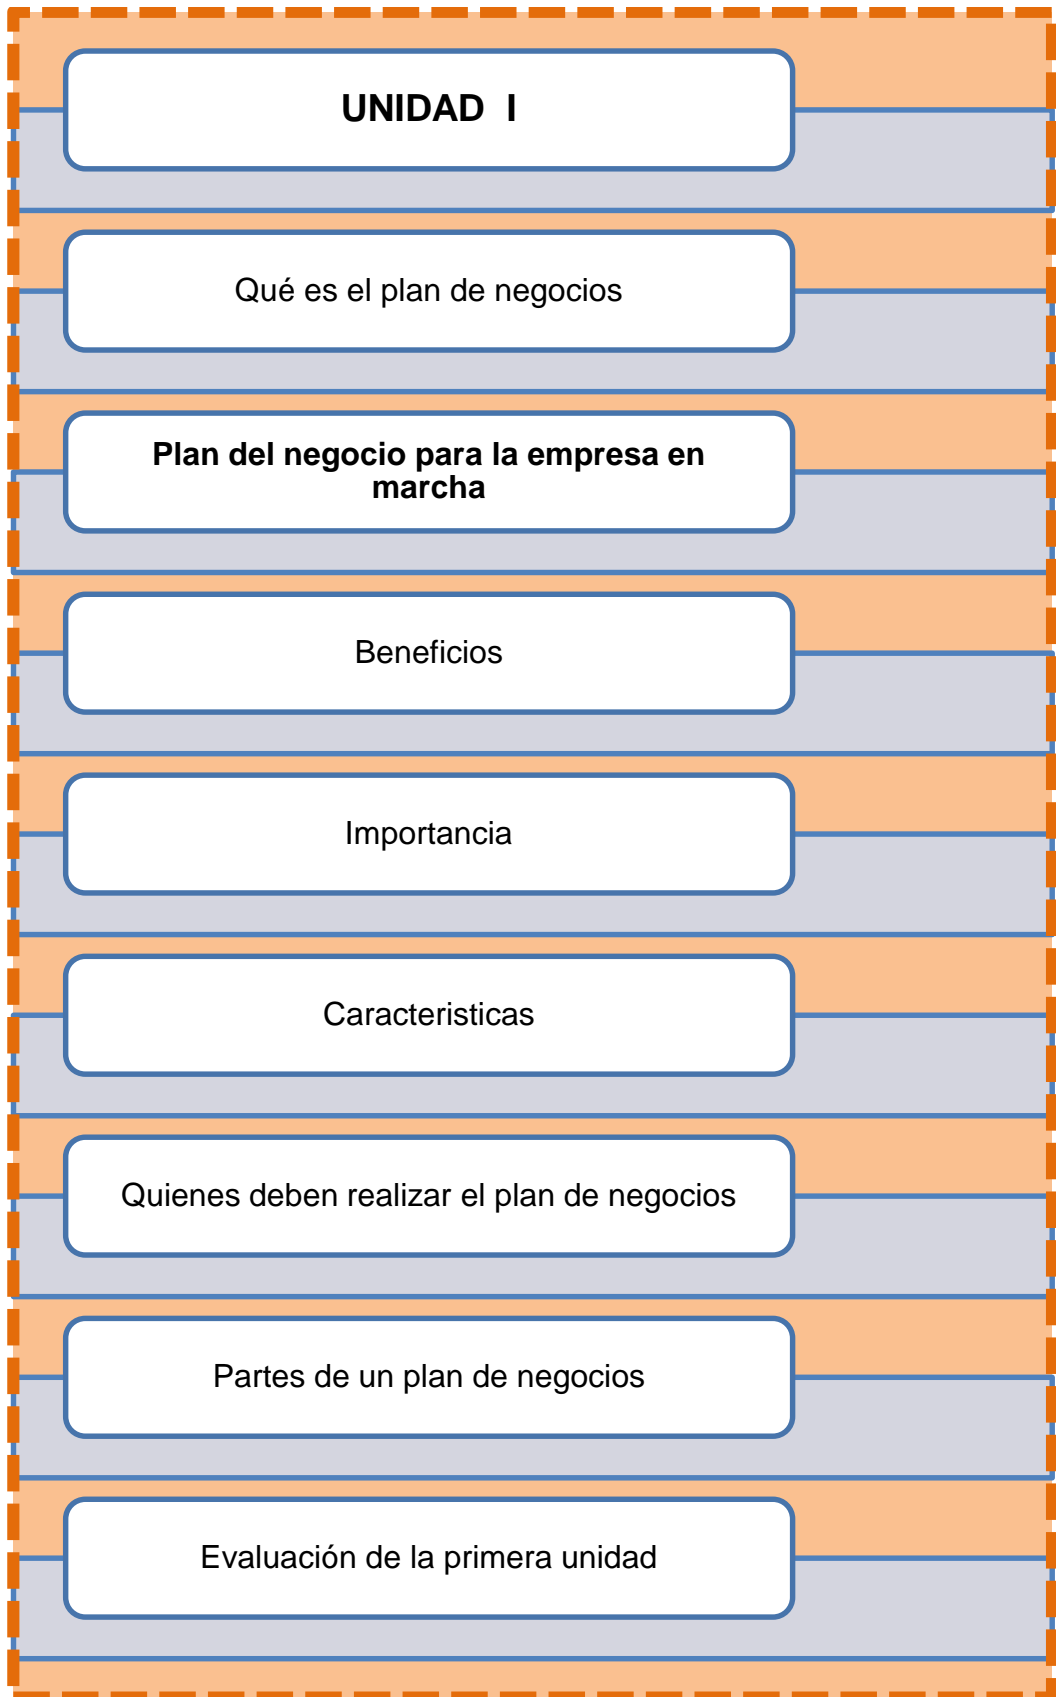 UNIDAD I
Qué es el plan de negocios
Plan del negocio para la empresa en
marcha
Beneficios
Importancia
Caracteristicas
Quienes deben realizar el plan de negocios
Partes de un plan de negocios
Evaluación de la primera unidad